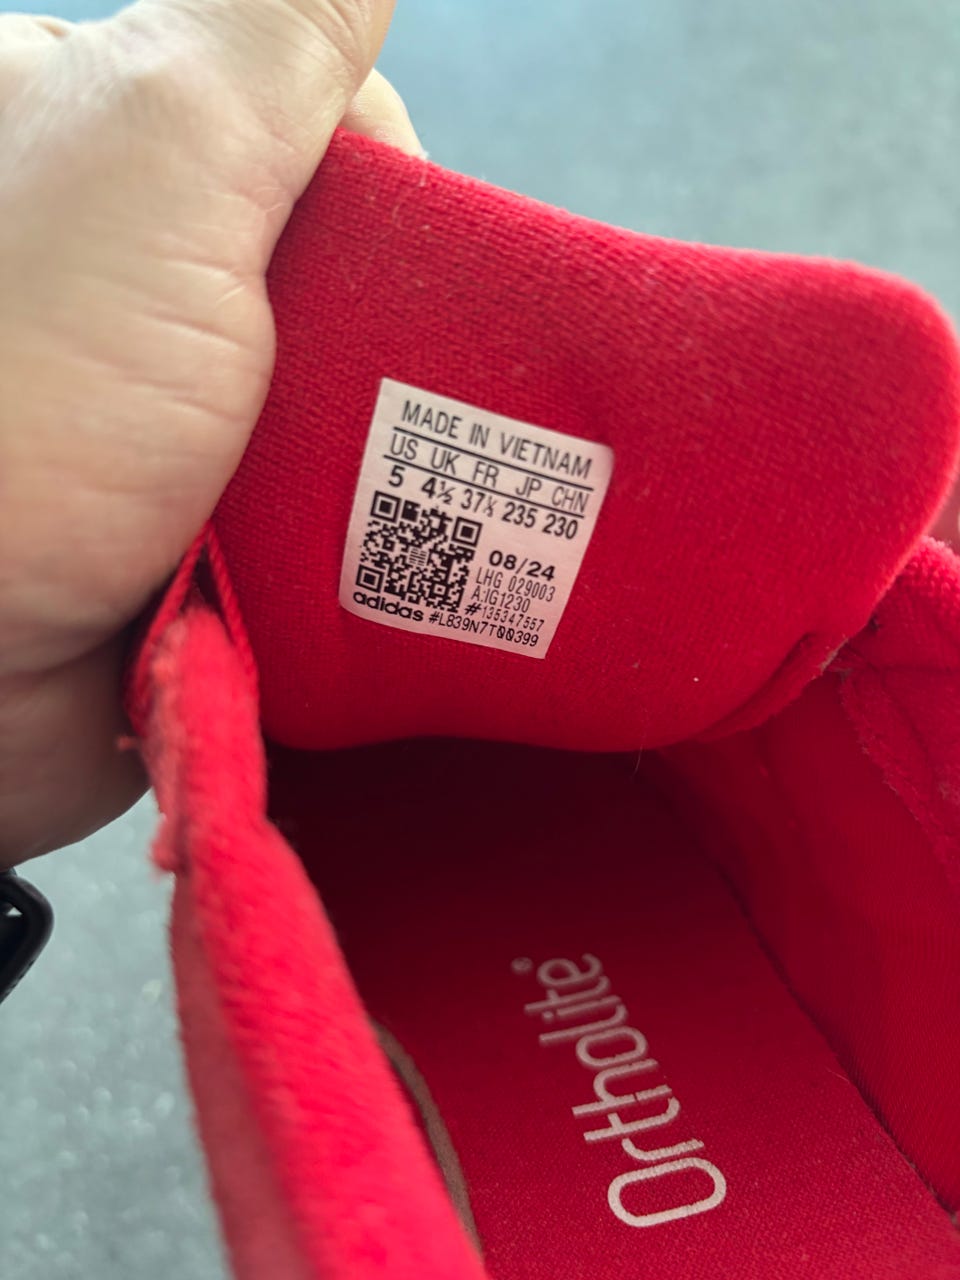 MADE IN VIETNAM
US UK FR JP CHN
5 4½ 37⅓ 235 230
08/24
LHG 029003
A:IG1230
#135347557
adidas #L839N7T00399
Ortholite®